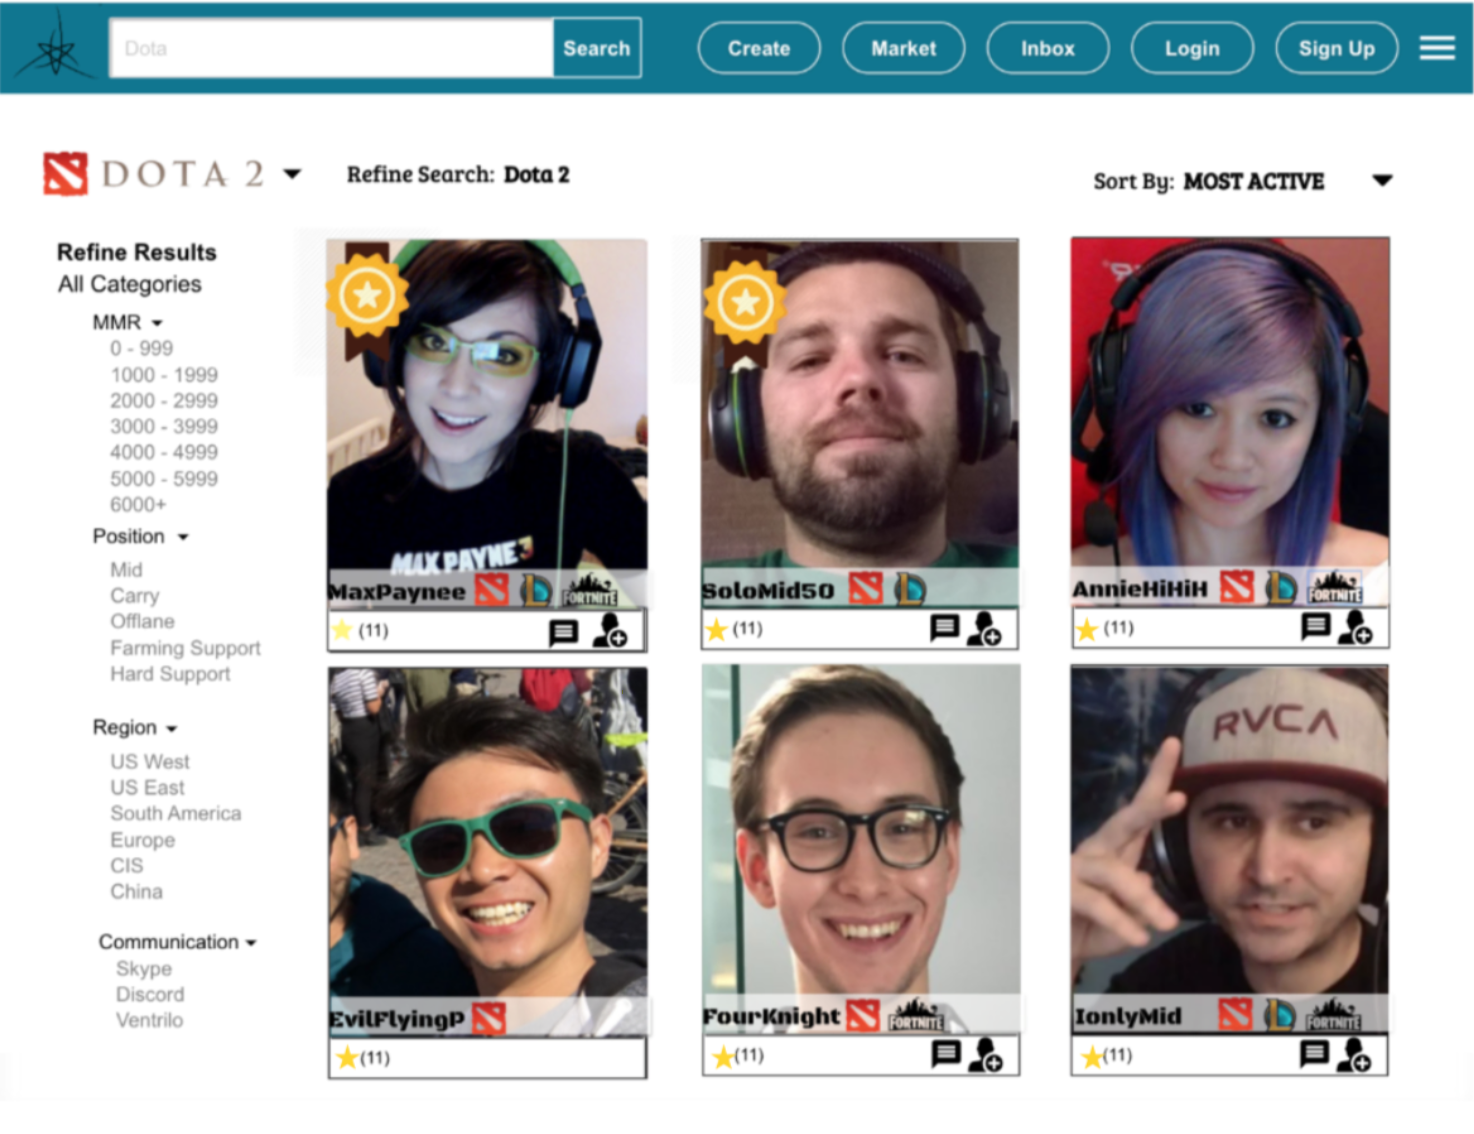 Dota
Search
Create
Market
Inbox
Login
Sign Up
DOTA 2
Refine Search: Dota 2
Sort By: MOST ACTIVE
Refine Results
All Categories
MMR
0 - 999
1000 - 1999
2000 - 2999
3000 - 3999
4000 - 4999
5000 - 5999
6000+
Position
Mid
Carry
Offlane
Farming Support
Hard Support
Region
US West
US East
South America
Europe
CIS
China
Communication
Skype
Discord
Ventrilo
MAX PAYNE 3
MaxPaynee
FORTNITE
(11)
SoloMid50
(11)
AnnieHiHiH
FORTNITE
(11)
EvilFlyingP
(11)
FourKnight
FORTNITE
(11)
RVCA
IonlyMid
FORTNITE
(11)